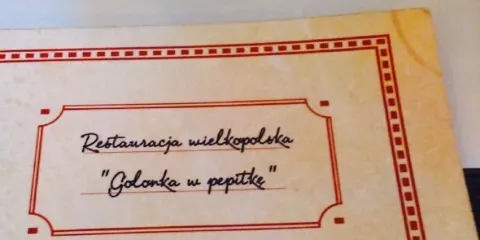 Restauracja wielkopolska
"Golonka w pepitkę"